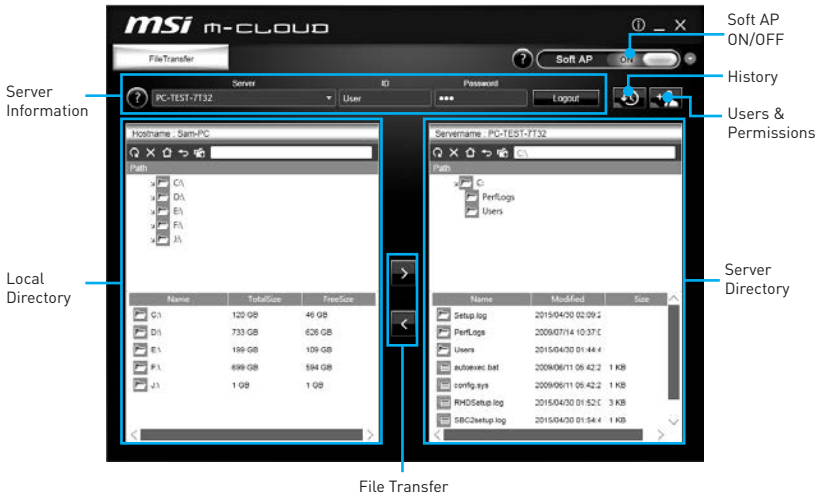 msi m-cloud
Soft AP
ON/OFF
FileTransfer
? Soft AP ON
History
Server
Information
Server ID Password
? PC-TEST-7T32 User ●●● Logout
Users &
Permissions
Hostname : Sam-PC
Path
C:\
D:\
E:\
F:\
J:\
Name TotalSize FreeSize
C:\ 120 GB 46 GB
D:\ 733 GB 626 GB
E:\ 199 GB 109 GB
F:\ 699 GB 594 GB
J:\ 1 GB 1 GB
Local
Directory
Servername : PC-TEST-7T32
C:\
Path
C:
PerfLogs
Users
Name Modified Size
Setup.log 2015/04/30 02:09:2
PerfLogs 2009/07/14 10:37:0
Users 2015/04/30 01:44:4
autoexec.bat 2009/06/11 05:42:2 1 KB
config.sys 2009/06/11 05:42:2 1 KB
RHDSetup.log 2015/04/30 01:52:0 3 KB
SBC2setup.log 2015/04/30 01:54:4 1 KB
Server
Directory
File Transfer